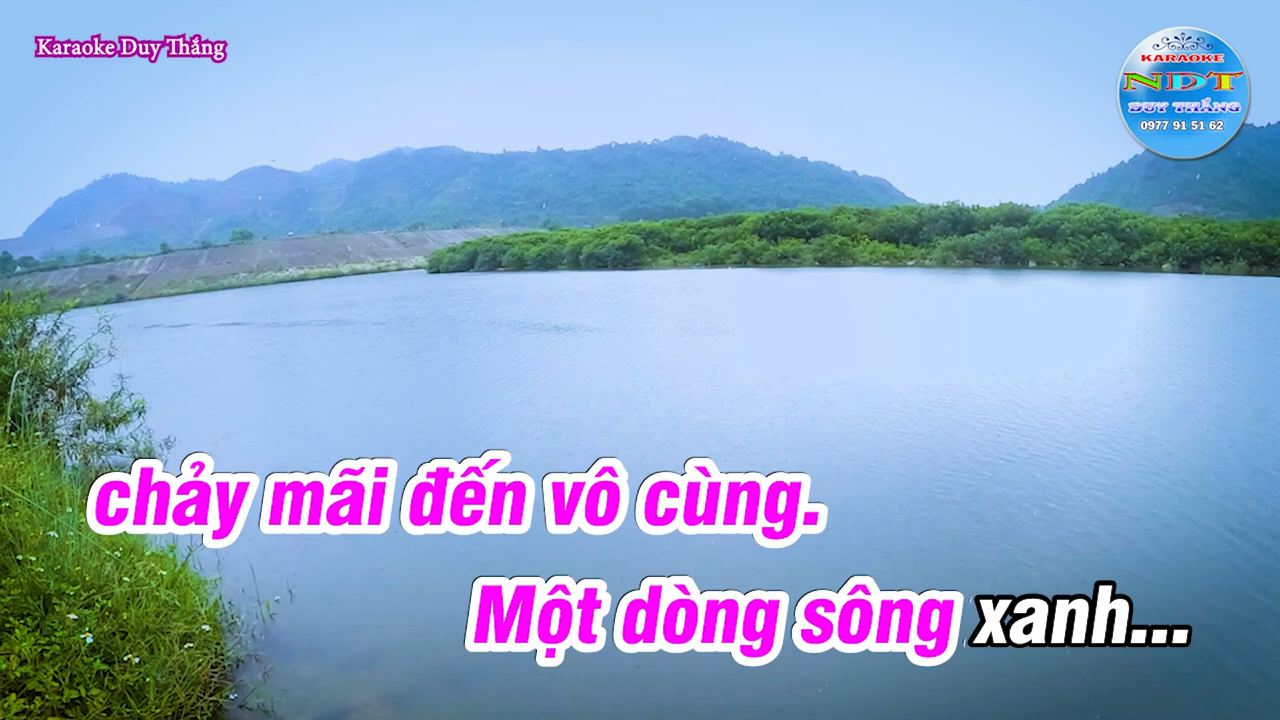 Karaoke Duy Thắng
KARAOKE
NDT
DUY THẮNG
0977 91 51 62
chảy mãi đến vô cùng.
Một dòng sông xanh...